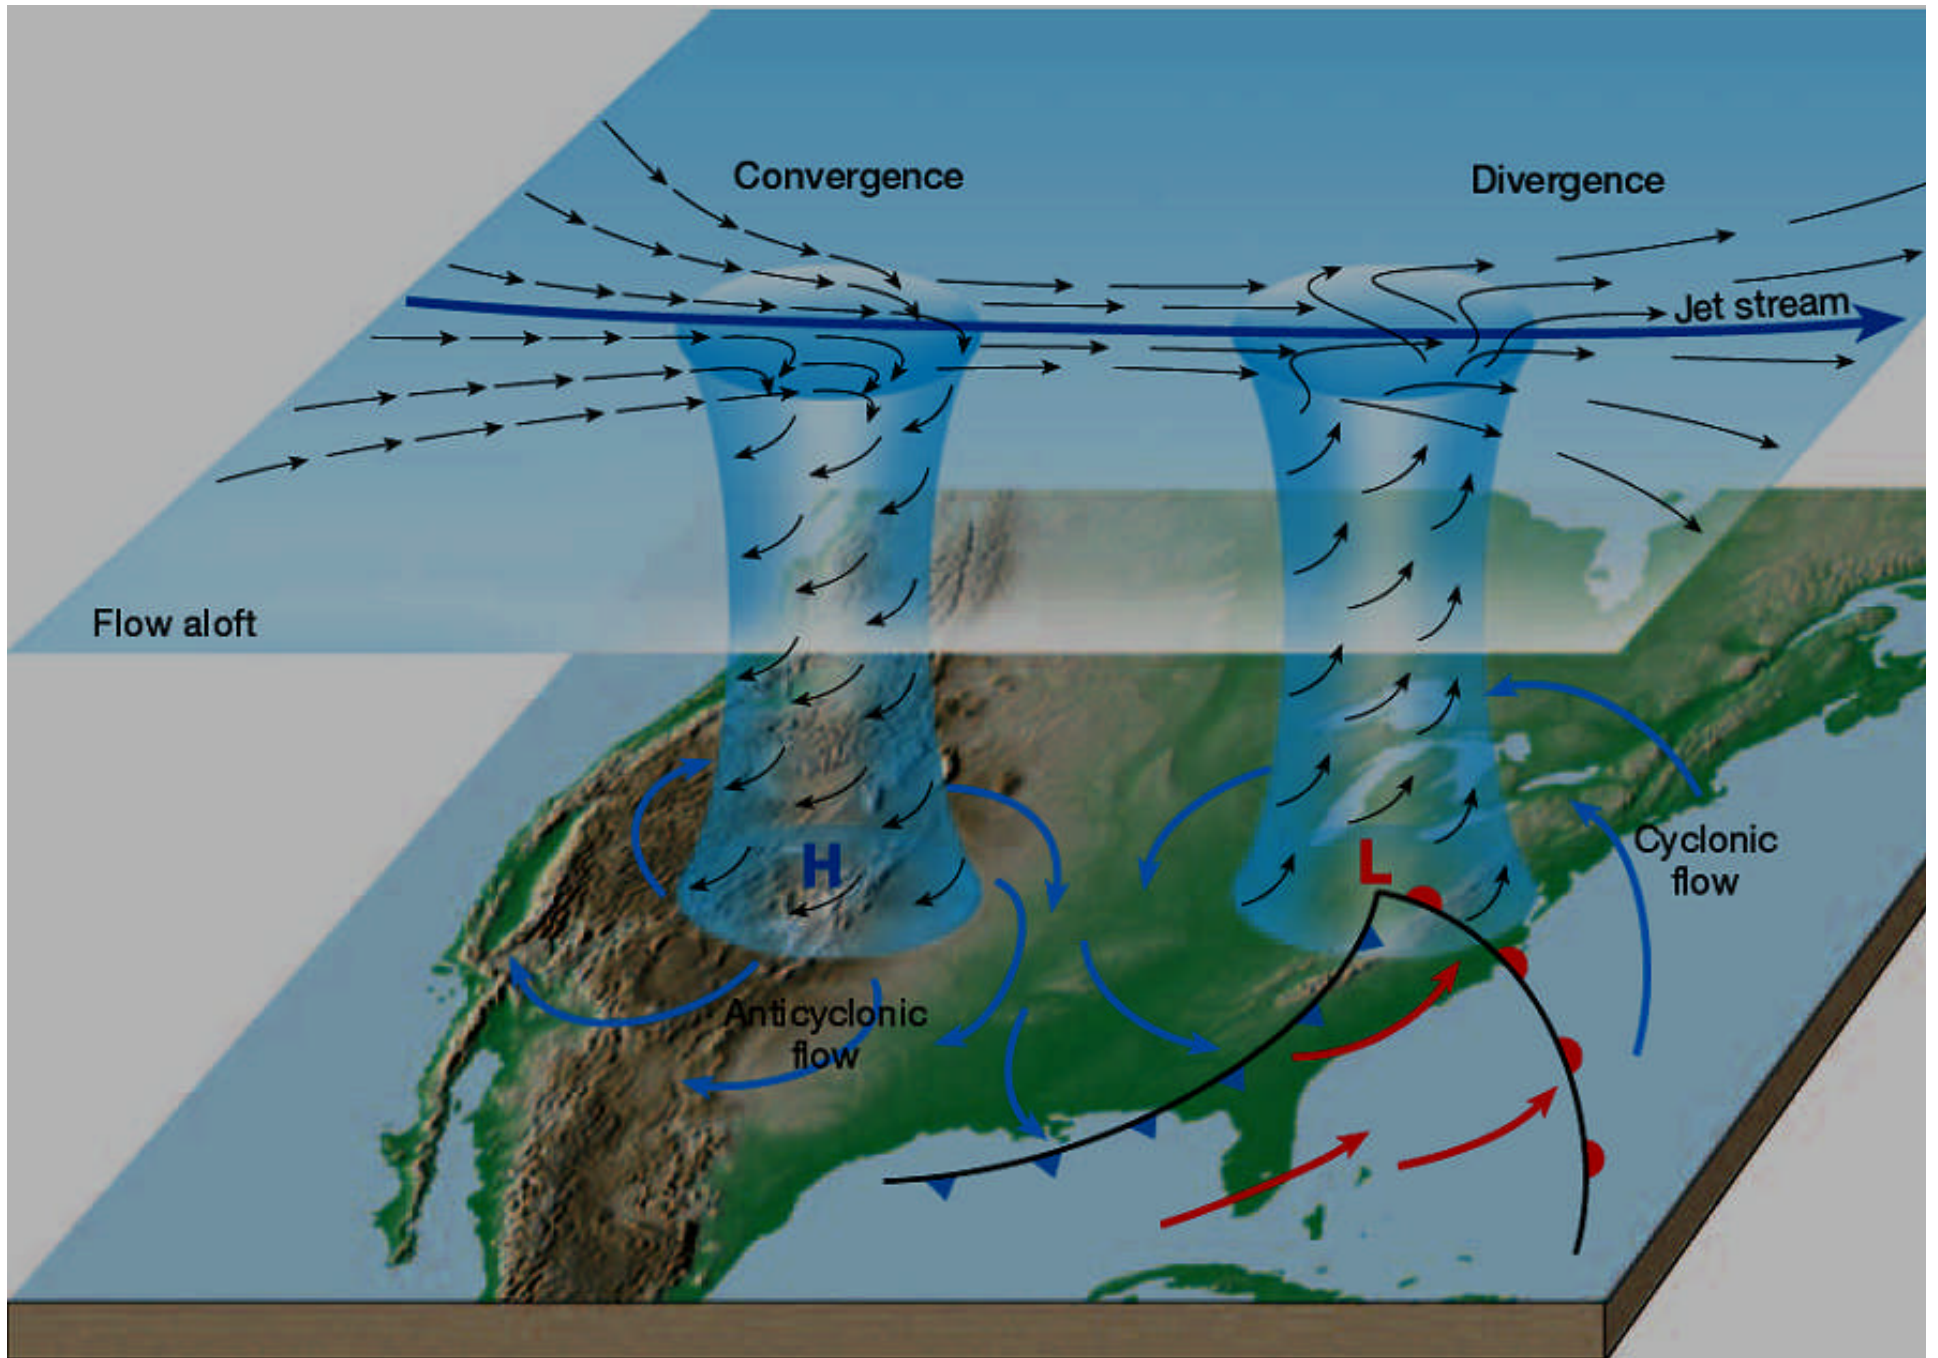 Convergence
Divergence
Jet stream
Flow aloft
H
L
Cyclonic
flow
Anticyclonic
flow